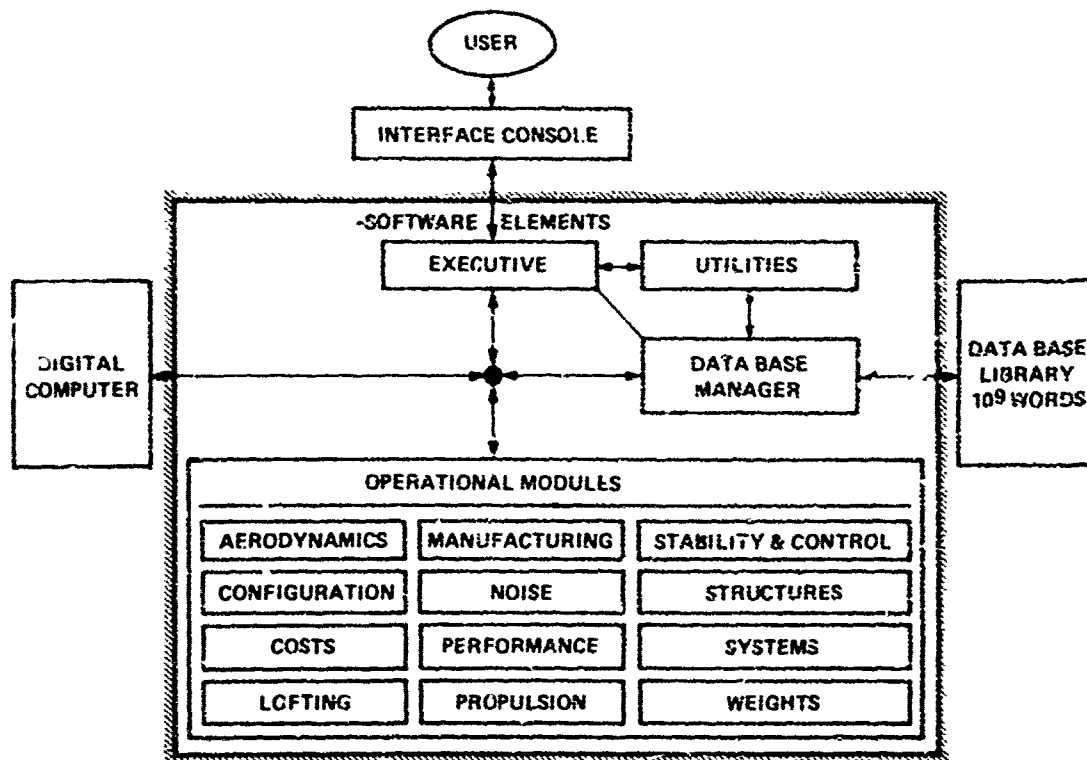 USER
INTERFACE CONSOLE
-SOFTWARE ELEMENTS
EXECUTIVE
UTILITIES
DIGITAL
COMPUTER
DATA BASE
MANAGER
DATA BASE
LIBRARY
10⁹ WORDS
OPERATIONAL MODULES
AERODYNAMICS
MANUFACTURING
STABILITY & CONTROL
CONFIGURATION
NOISE
STRUCTURES
COSTS
PERFORMANCE
SYSTEMS
LOFTING
PROPULSION
WEIGHTS